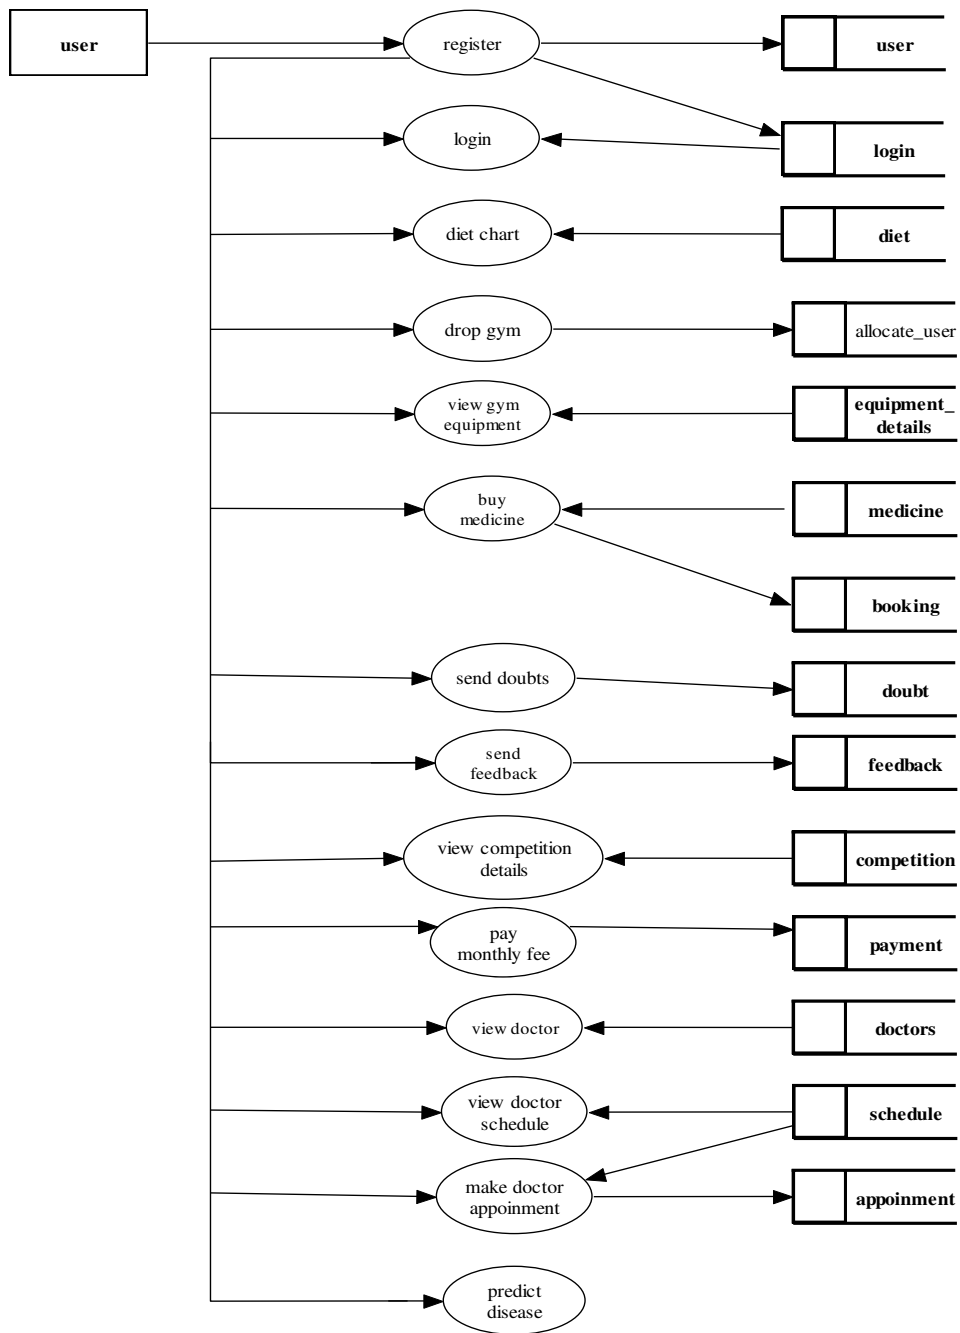 user
register
user
login
login
diet chart
diet
drop gym
allocate_user
view gym
equipment
equipment_
details
buy
medicine
medicine
booking
send doubts
doubt
send
feedback
feedback
view competition
details
competition
pay
monthly fee
payment
view doctor
doctors
view doctor
schedule
schedule
make doctor
appoinment
appoinment
predict
disease